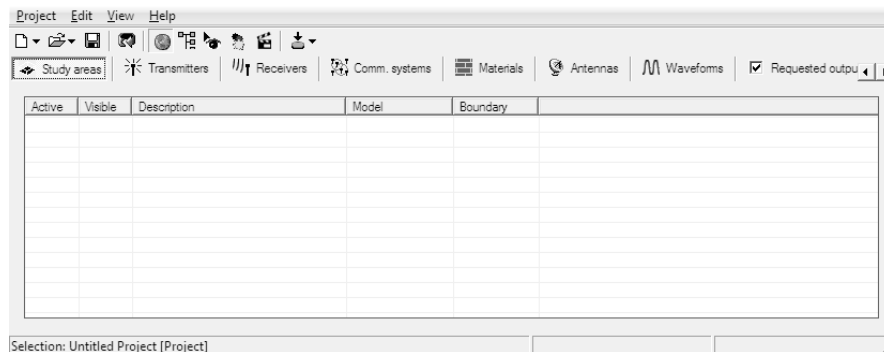 Project Edit View Help
Study areas Transmitters Receivers Comm. systems Materials Antennas Waveforms Requested outpu
Active Visible Description Model Boundary
Selection: Untitled Project [Project]